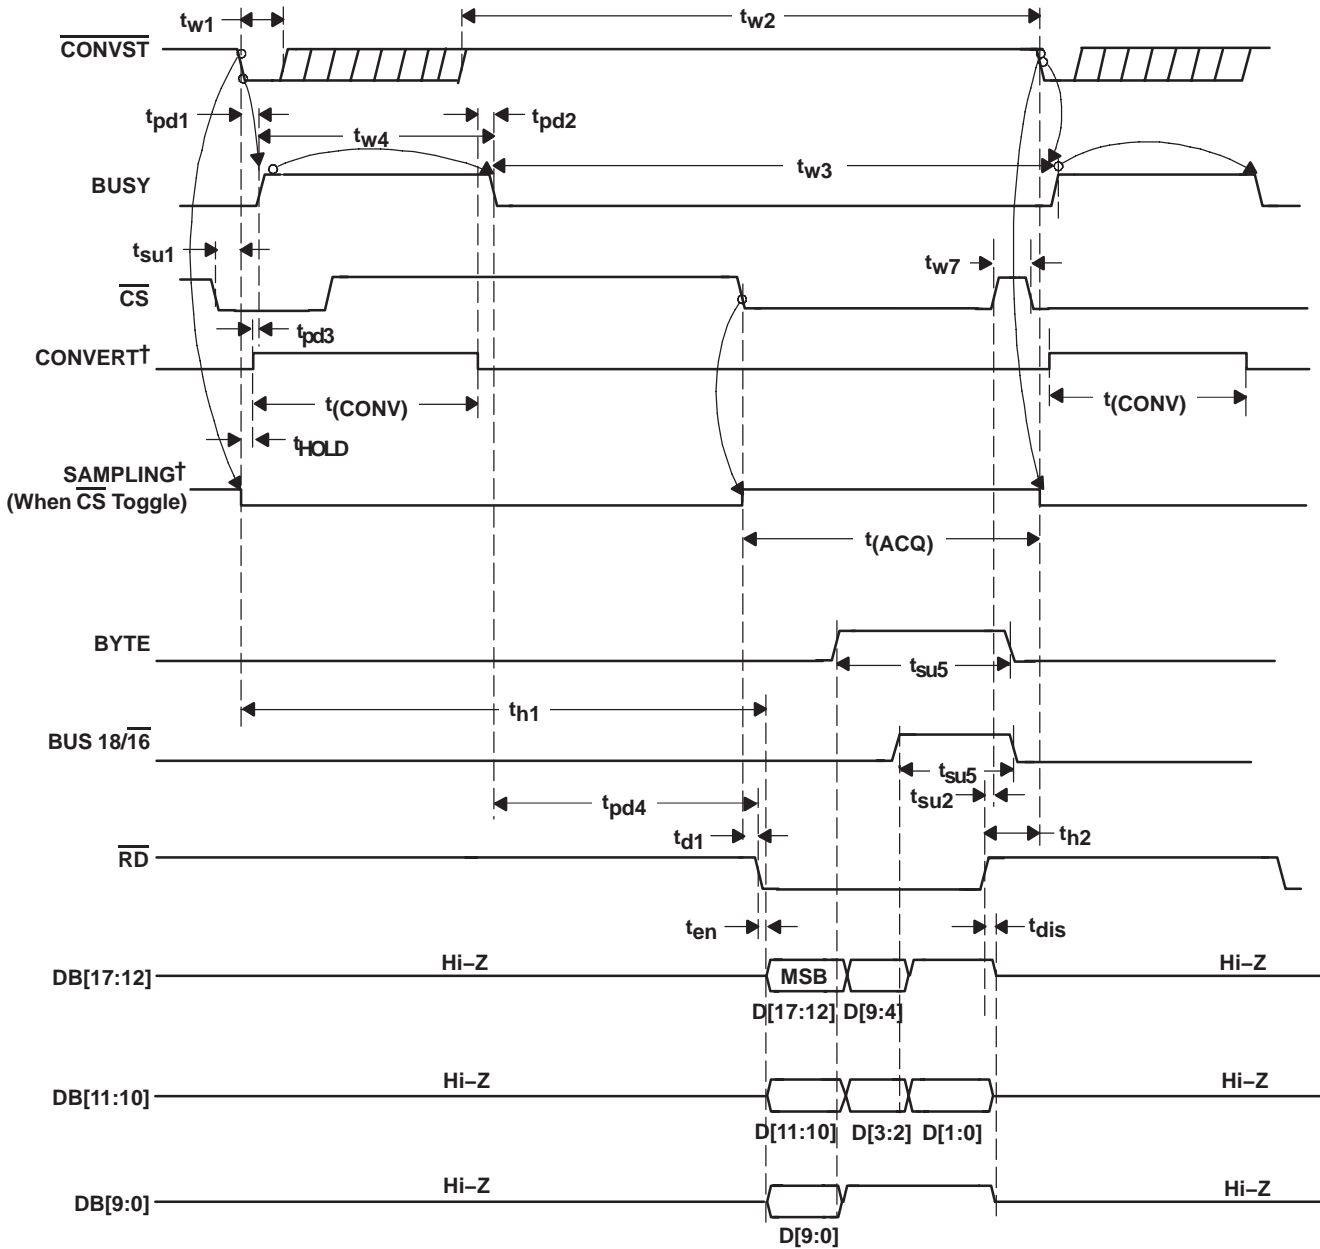 tw1
tw2
CONVST
tpd1
tw4
tpd2
tw3
BUSY
tsu1
tw7
CS
tpd3
CONVERT†
t(CONV)
t(CONV)
tHOLD
SAMPLING†
(When CS Toggle)
t(ACQ)
BYTE
tsu5
th1
BUS 18/16
tsu5
tsu2
tpd4
td1
th2
RD
ten
tdis
Hi–Z
Hi–Z
DB[17:12]
MSB
D[17:12]
D[9:4]
Hi–Z
Hi–Z
DB[11:10]
D[11:10]
D[3:2]
D[1:0]
Hi–Z
Hi–Z
DB[9:0]
D[9:0]